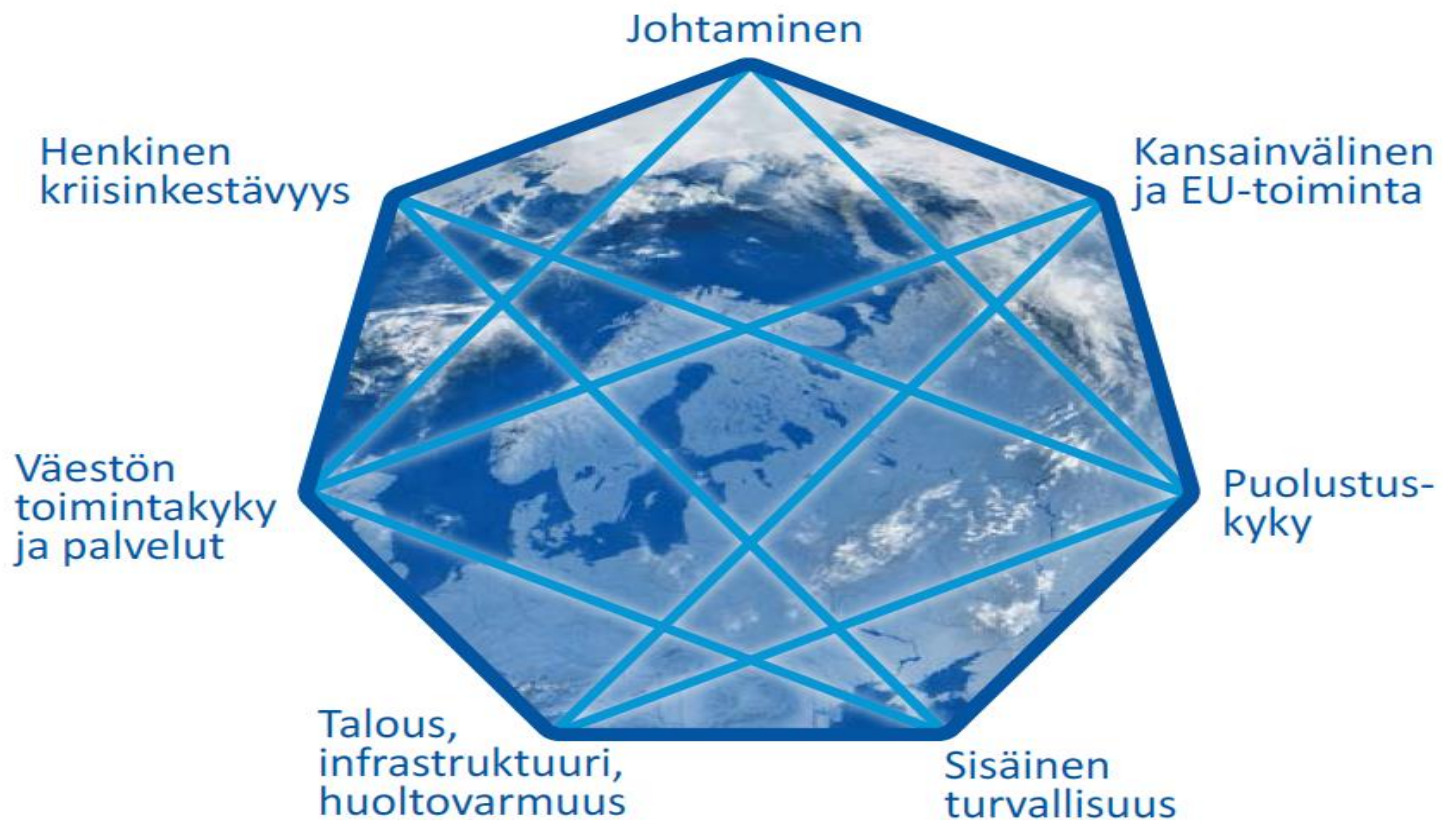 Johtaminen
Henkinen
kriisinkestävyys
Kansainvälinen
ja EU-toiminta
Väestön
toimintakyky
ja palvelut
Puolustus-
kyky
Talous,
infrastruktuuri,
huoltovarmuus
Sisäinen
turvallisuus